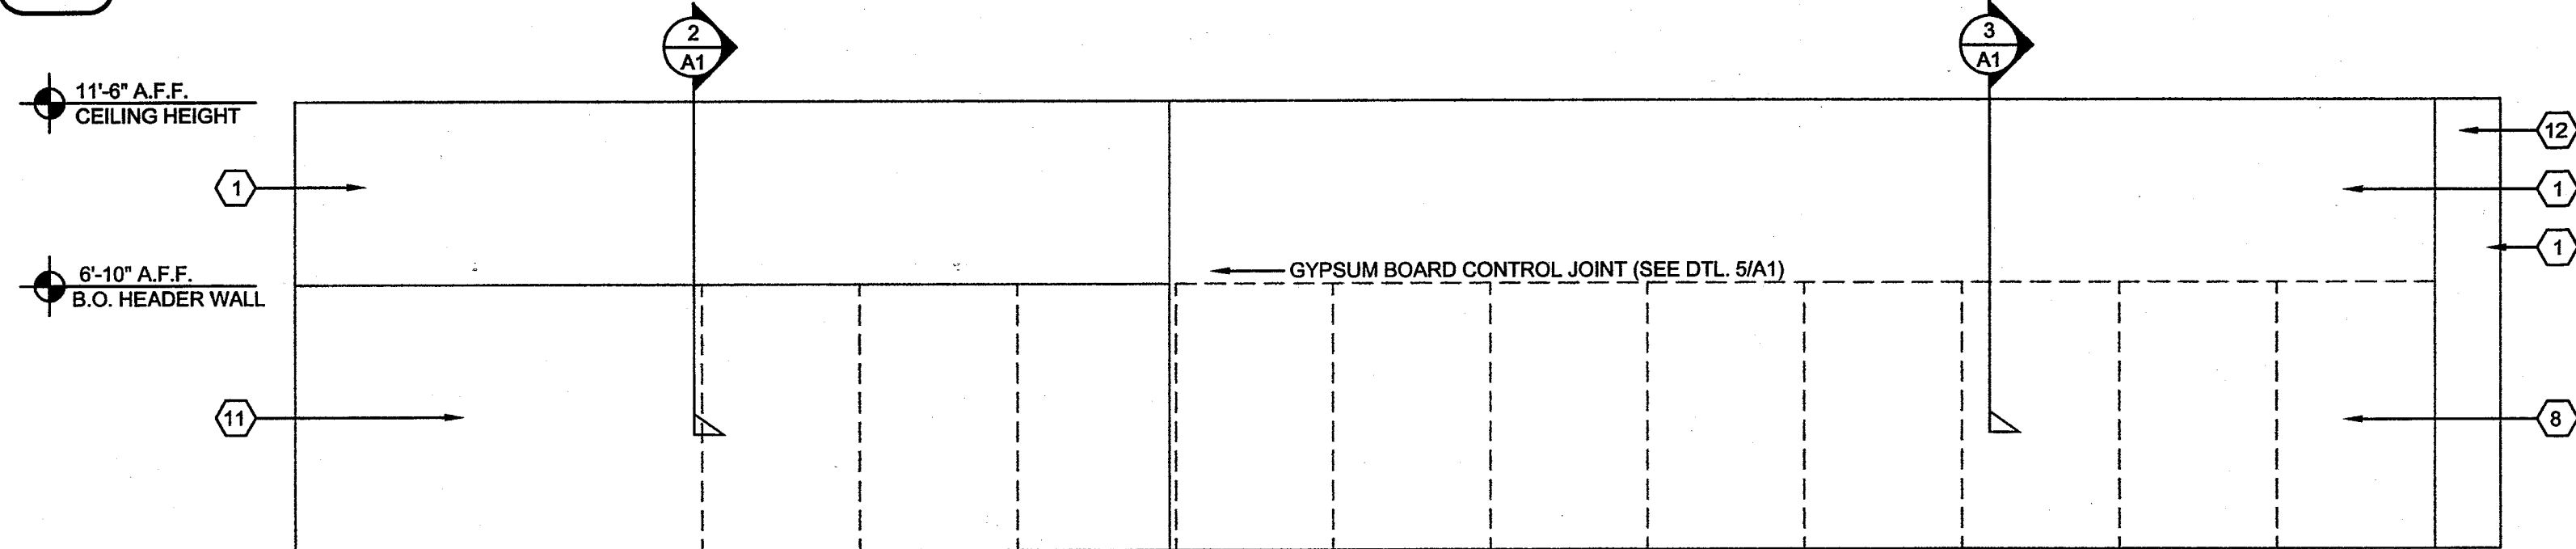 2
A1
3
A1
11'-6" A.F.F.
CEILING HEIGHT
12
1
1
1
6'-10" A.F.F.
B.O. HEADER WALL
GYPSUM BOARD CONTROL JOINT (SEE DTL. 5/A1)
11
8